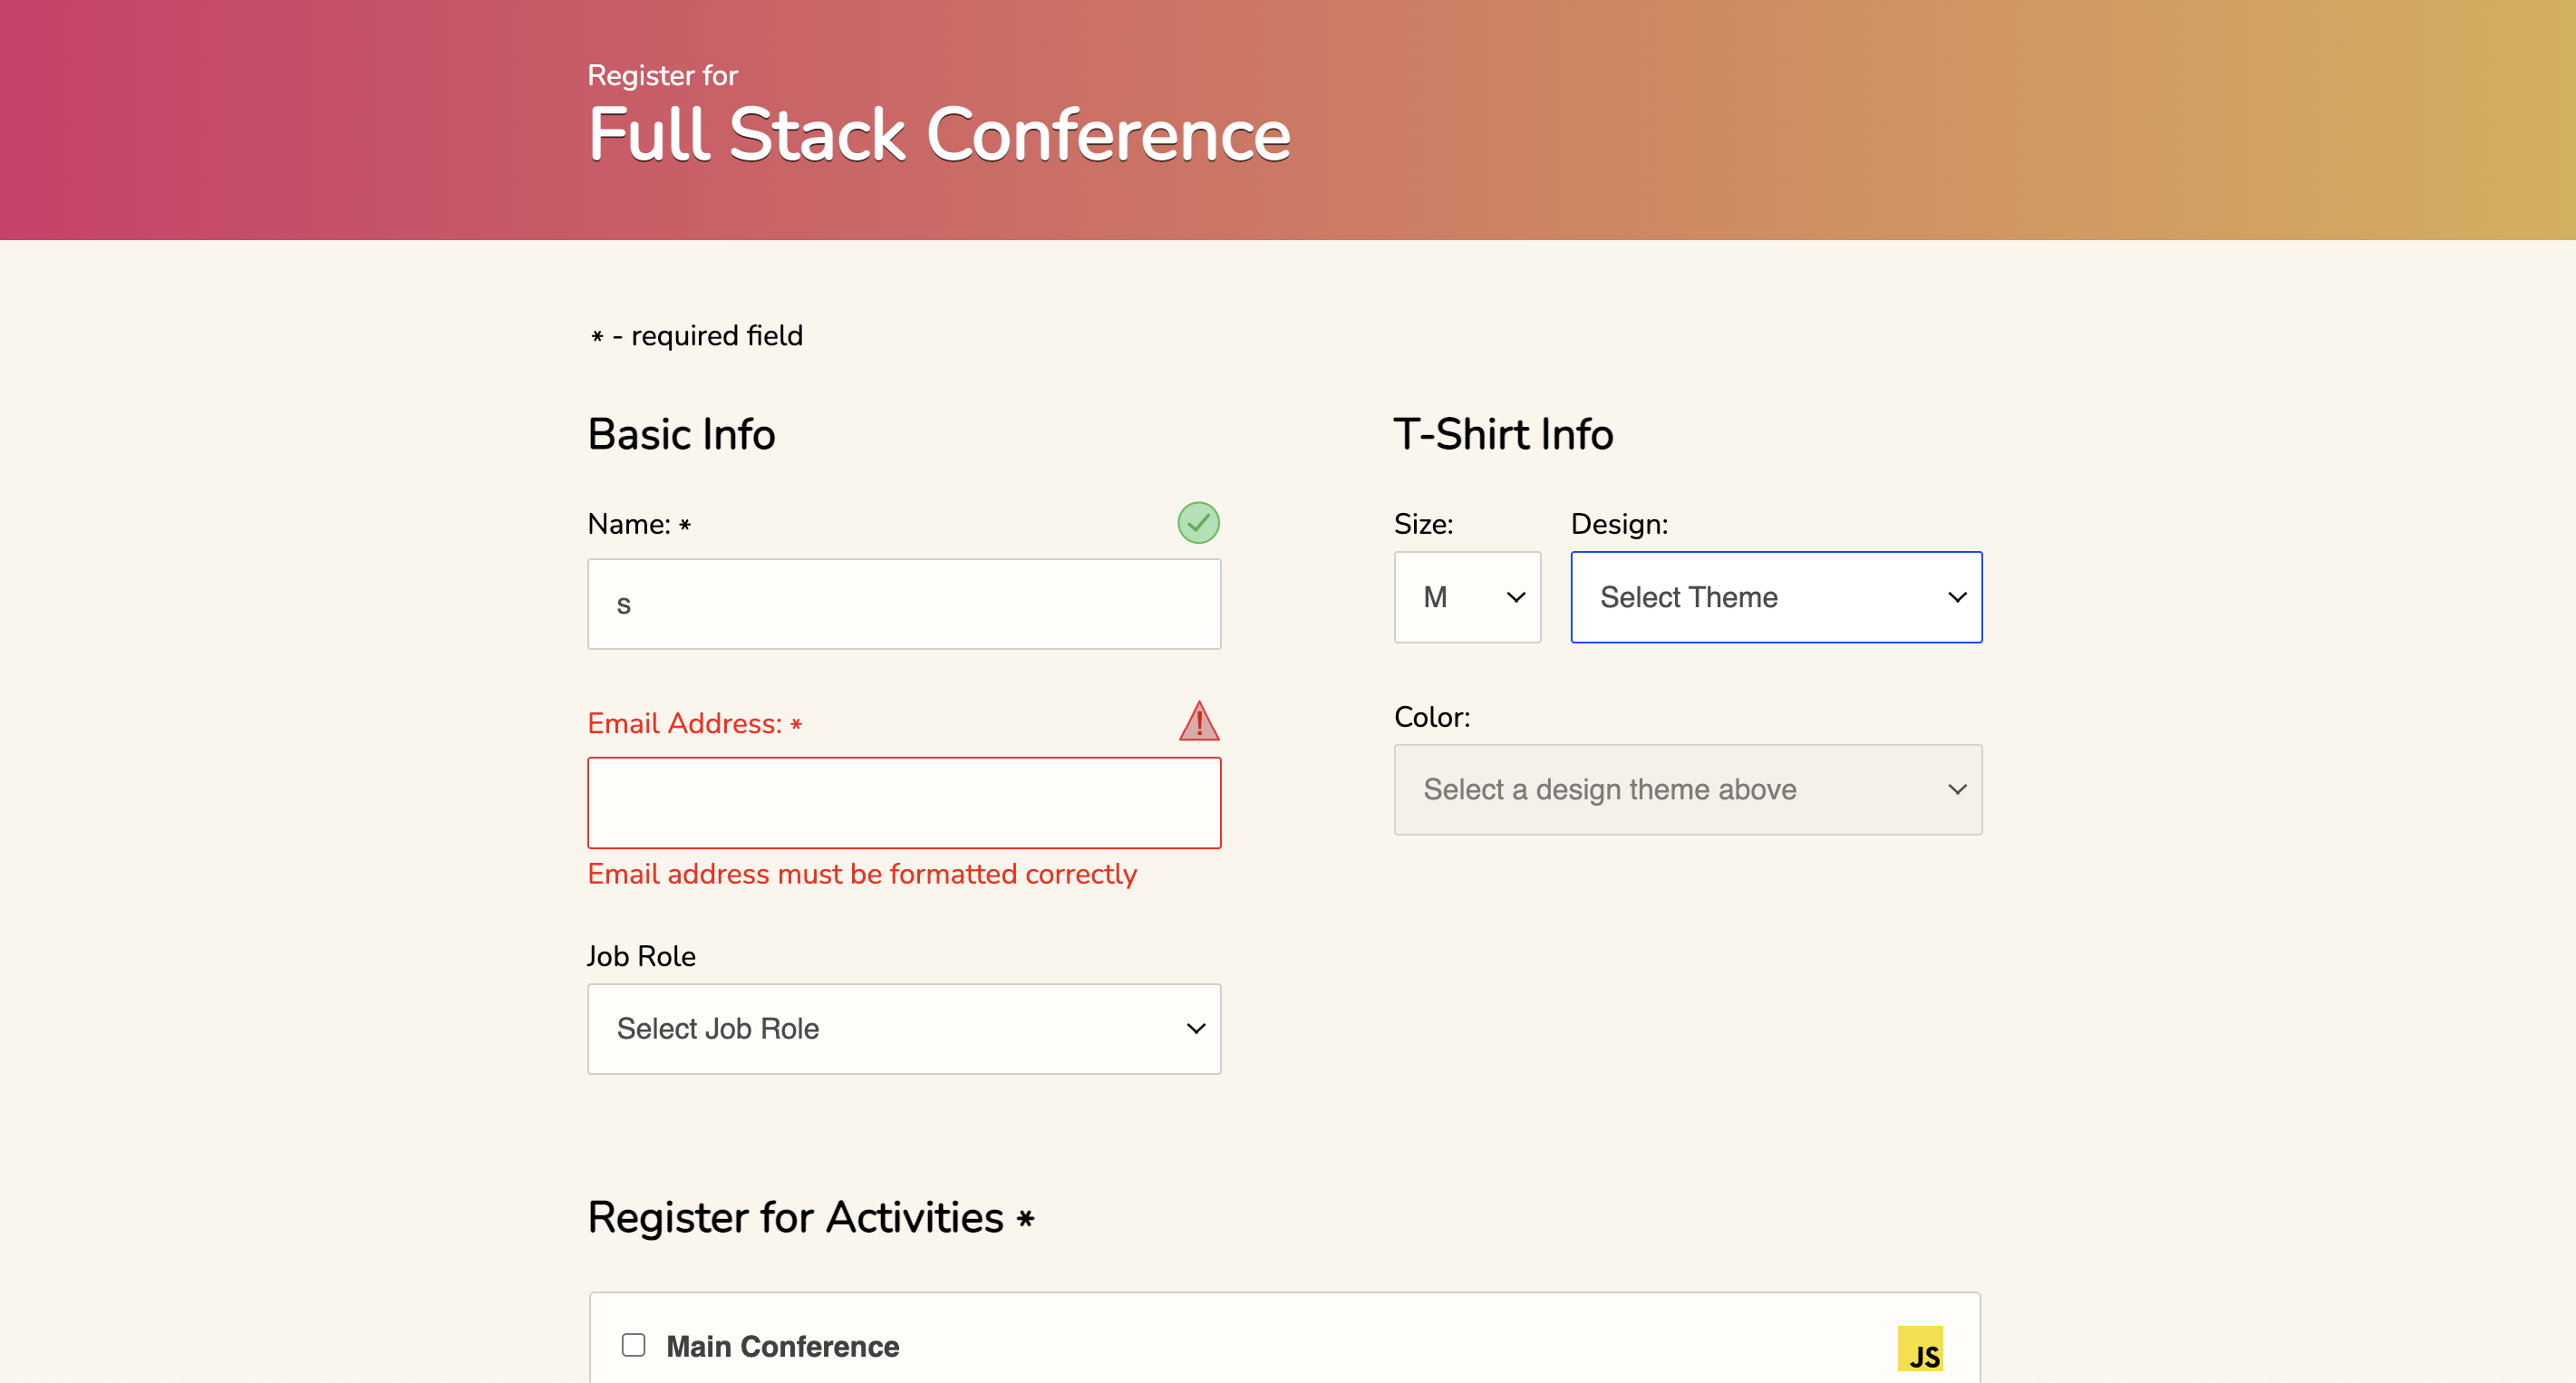 Register for
Full Stack Conference
* - required field
Basic Info
Name: *
s
Email Address: *
Email address must be formatted correctly
Job Role
Select Job Role
T-Shirt Info
Size:
Design:
M
Select Theme
Color:
Select a design theme above
Register for Activities *
Main Conference
JS